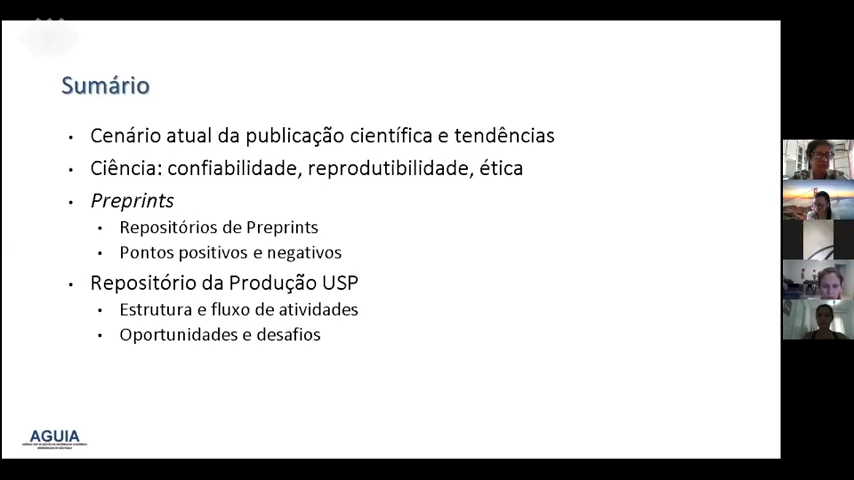 Sumário
• Cenário atual da publicação científica e tendências
• Ciência: confiabilidade, reprodutibilidade, ética
• Preprints
• Repositórios de Preprints
• Pontos positivos e negativos
• Repositório da Produção USP
• Estrutura e fluxo de atividades
• Oportunidades e desafios
AGUIA